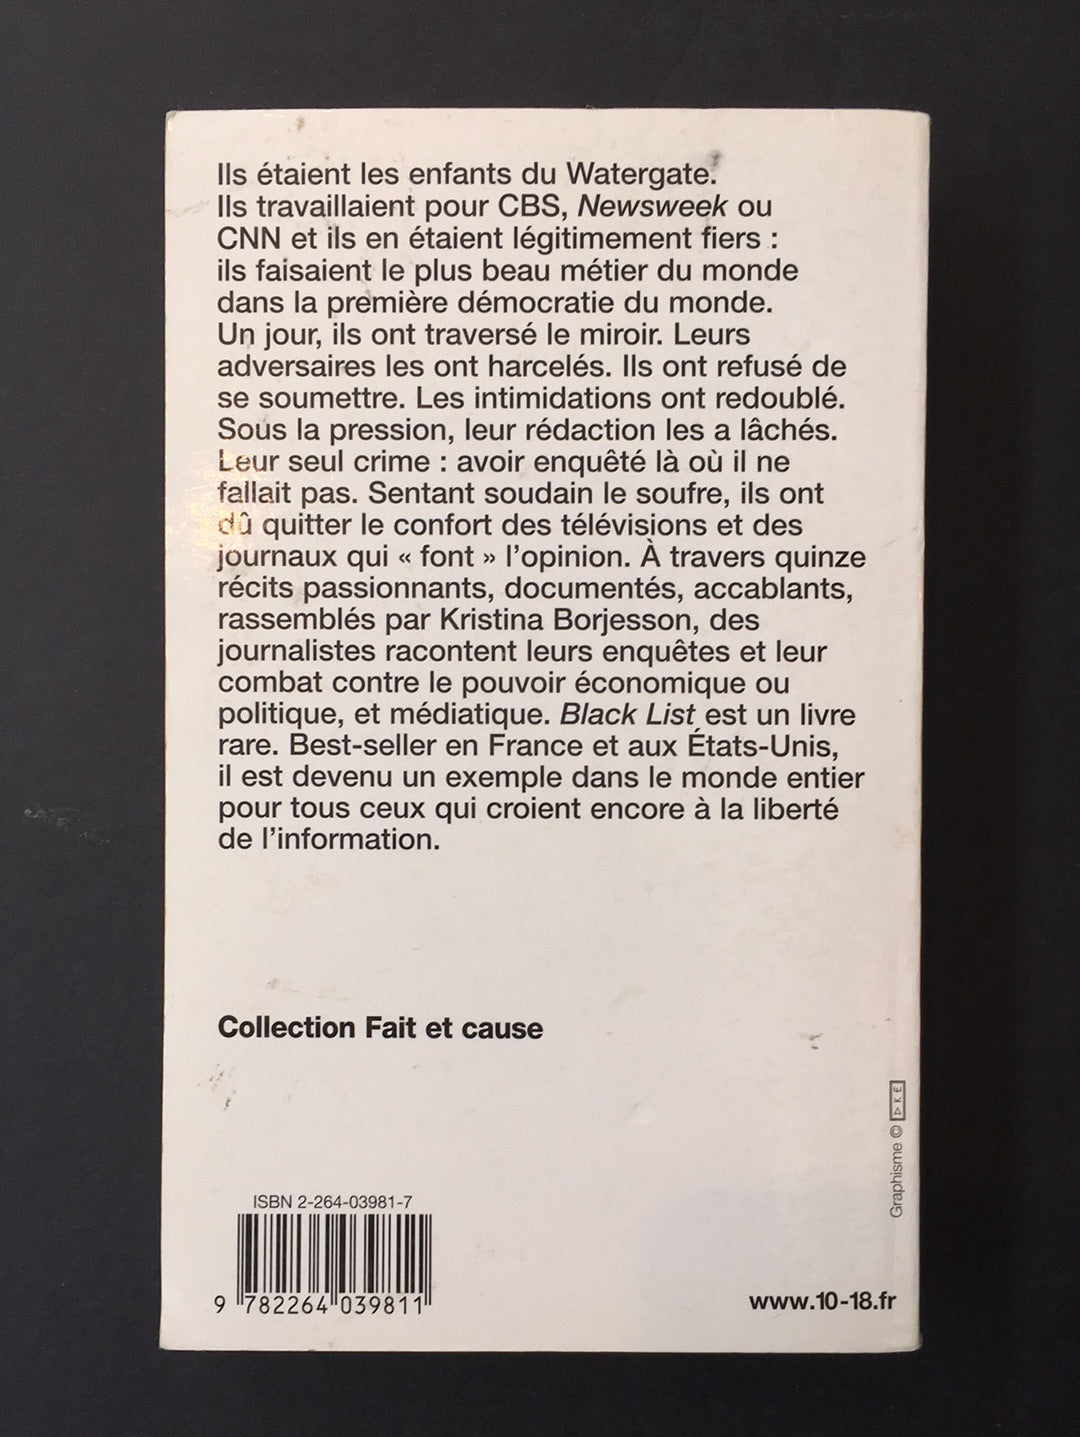 Ils étaient les enfants du Watergate.
Ils travaillaient pour CBS, Newsweek ou
CNN et ils en étaient légitimement fiers :
ils faisaient le plus beau métier du monde
dans la première démocratie du monde.
Un jour, ils ont traversé le miroir. Leurs
adversaires les ont harcelés. Ils ont refusé de
se soumettre. Les intimidations ont redoublé.
Sous la pression, leur rédaction les a lâchés.
Leur seul crime : avoir enquêté là où il ne
fallait pas. Sentant soudain le soufre, ils ont
dû quitter le confort des télévisions et des
journaux qui « font » l'opinion. À travers quinze
récits passionnants, documentés, accablants,
rassemblés par Kristina Borjesson, des
journalistes racontent leurs enquêtes et leur
combat contre le pouvoir économique ou
politique, et médiatique. Black List est un livre
rare. Best-seller en France et aux États-Unis,
il est devenu un exemple dans le monde entier
pour tous ceux qui croient encore à la liberté
de l'information.
Collection Fait et cause
Graphisme ©
ISBN 2-264-03981-7
9 782264 039811
www.10-18.fr